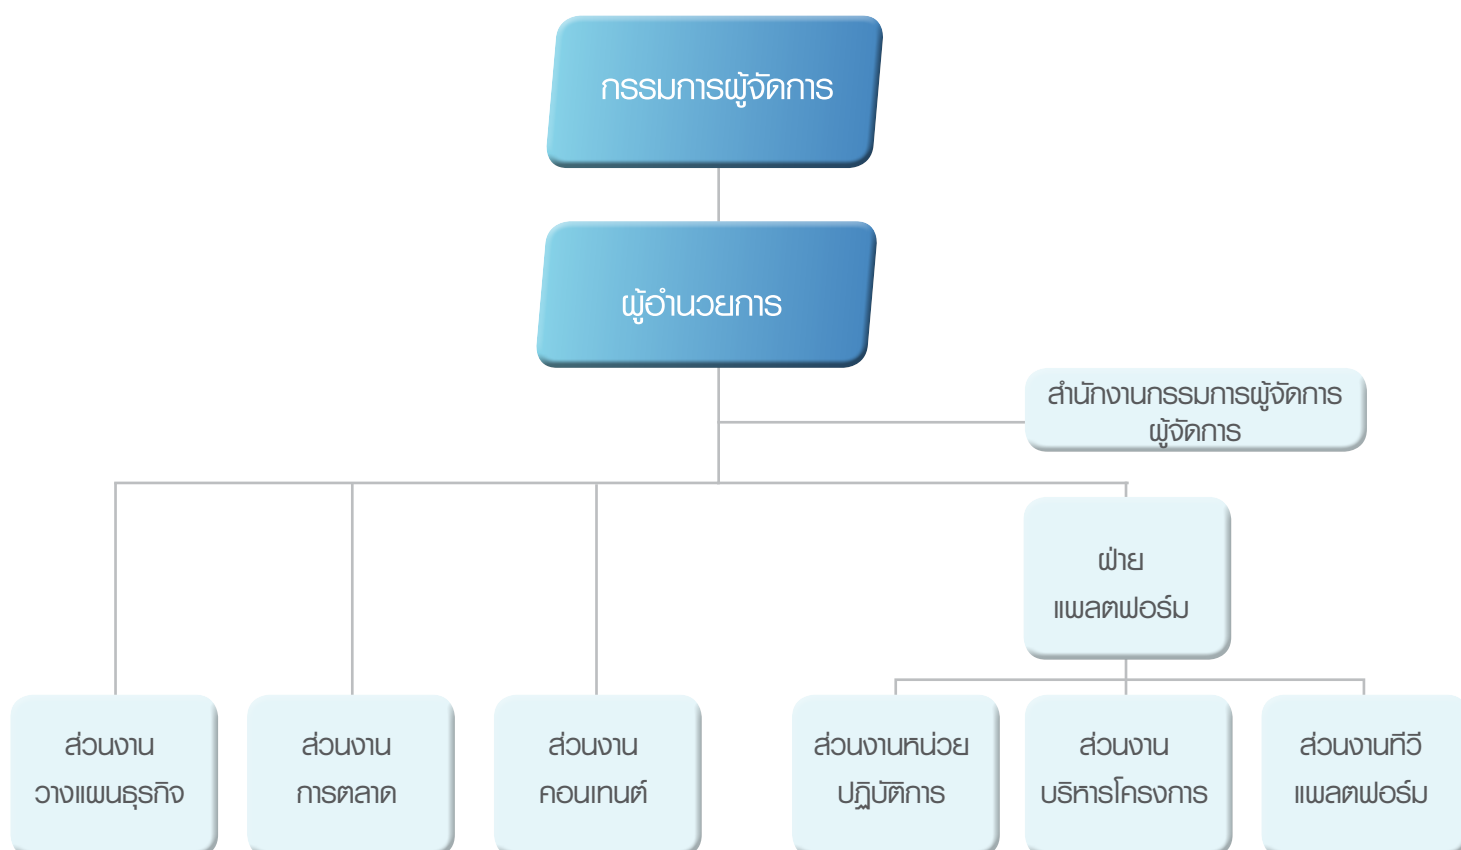 กรรมการผู้จัดการ
ผู้อำนวยการ
สำนักงานกรรมการผู้จัดการ
ผู้จัดการ
ฝ่าย
แพลตฟอร์ม
ส่วนงาน
วางแผนธุรกิจ
ส่วนงาน
การตลาด
ส่วนงาน
คอนเทนต์
ส่วนงานหน่วย
ปฏิบัติการ
ส่วนงาน
บริหารโครงการ
ส่วนงานทีวี
แพลตฟอร์ม